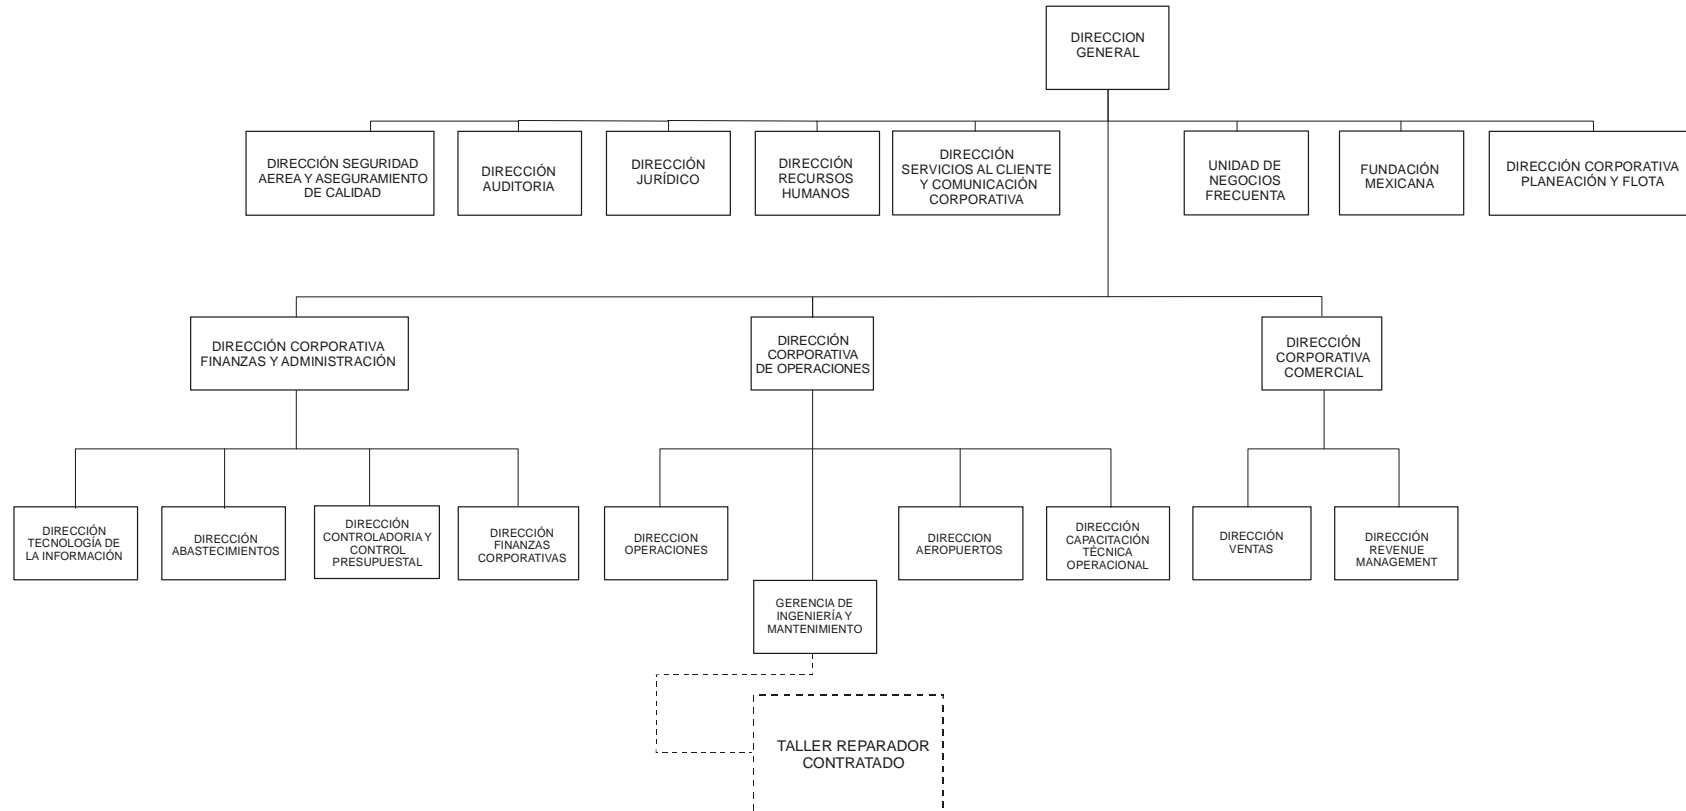 DIRECCION
GENERAL
DIRECCIÓN SEGURIDAD
AEREA Y ASEGURAMIENTO
DE CALIDAD
DIRECCIÓN
AUDITORIA
DIRECCIÓN
JURÍDICO
DIRECCIÓN
RECURSOS
HUMANOS
DIRECCIÓN
SERVICIOS AL CLIENTE
Y COMUNICACIÓN
CORPORATIVA
UNIDAD DE
NEGOCIOS
FRECUENTA
FUNDACIÓN
MEXICANA
DIRECCIÓN CORPORATIVA
PLANEACIÓN Y FLOTA
DIRECCIÓN CORPORATIVA
FINANZAS Y ADMINISTRACIÓN
DIRECCIÓN
CORPORATIVA
DE OPERACIONES
DIRECCIÓN
CORPORATIVA
COMERCIAL
DIRECCIÓN
TECNOLOGÍA DE
LA INFORMACIÓN
DIRECCIÓN
ABASTECIMIENTOS
DIRECCIÓN
CONTROLADORIA Y
CONTROL
PRESUPUESTAL
DIRECCIÓN
FINANZAS
CORPORATIVAS
DIRECCION
OPERACIONES
DIRECCION
AEROPUERTOS
DIRECCIÓN
CAPACITACIÓN
TÉCNICA
OPERACIONAL
DIRECCIÓN
VENTAS
DIRECCIÓN
REVENUE
MANAGEMENT
GERENCIA DE
INGENIERÍA Y
MANTENIMIENTO
TALLER REPARADOR
CONTRATADO